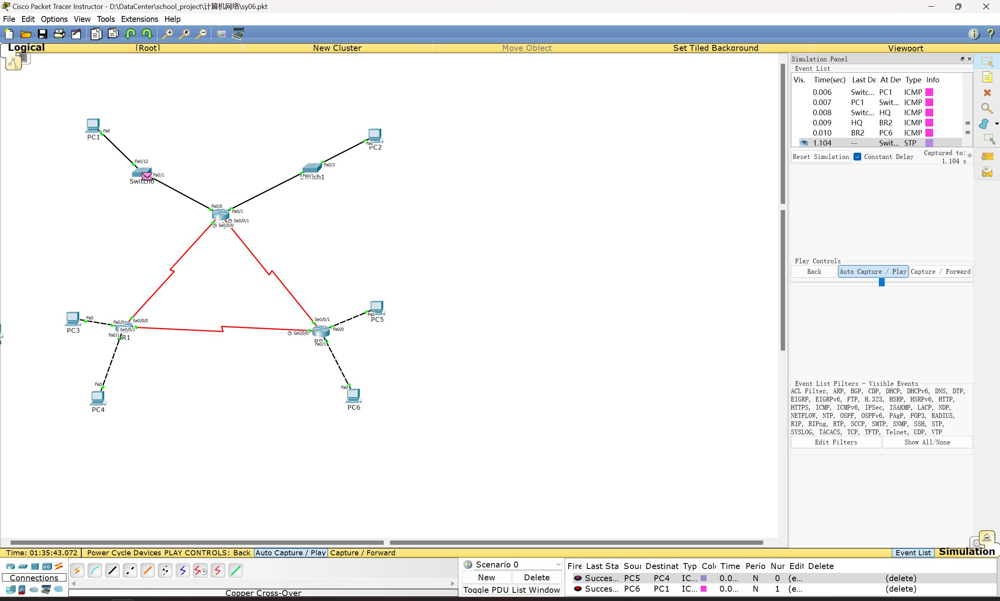 Cisco Packet Tracer Instructor - D:\DataCenter\school_project\计算机网络\sy06.pkt
File Edit Options View Tools Extensions Help
Logical [Root] New Cluster Move Object Set Tiled Background Viewport
Simulation Panel
Event List
Vis. Time(sec) Last De At Dev Type Info
0.006 Switc... PC1 ICMP
0.007 PC1 Swit... ICMP
0.008 Switc... HQ ICMP
0.009 HQ BR2 ICMP
0.010 BR2 PC6 ICMP
1.104 -- Swit... STP
Reset Simulation Constant Delay Captured to: *
1.104 s
PC1
Fa0
Fa0
PC2
Fa0/12
Fa0/1
Switch0
Fa0/3
Fa0/1
Switch1
Fa0/0
Fa0/1
Se0/0/1
Se0/0/0
Play Controls
Back Auto Capture / Play Capture / Forward
PC3
Fa0
Fa0/0
Se0/0/0
Se0/0/1
Fa0/1
BR1
Se0/0/1
Fa0/0
Se0/0/0
Fa0/1
Fa0
PC5
Fa0
PC4
Fa0
PC6
Event List Filters - Visible Events
ACL Filter, ARP, BGP, CDP, DHCP, DHCPv6, DNS, DTP,
EIGRP, EIGRPv6, FTP, H.323, HSRP, HSRPv6, HTTP,
HTTPS, ICMP, ICMPv6, IPSec, ISAKMP, LACP, NDP,
NETFLOW, NTP, OSPF, OSPFv6, PAgP, POP3, RADIUS,
RIP, RIPng, RTP, SCCP, SMTP, SNMP, SSH, STP,
SYSLOG, TACACS, TCP, TFTP, Telnet, UDP, VTP
Edit Filters Show All/None
Time: 01:35:43.072 Power Cycle Devices PLAY CONTROLS: Back Auto Capture / Play Capture / Forward Event List Simulation
Connections
Copper Cross-Over
Scenario 0
New Delete
Toggle PDU List Window
Fire Last Sta Sour Destinat Typ Colo Time Perio Nur Edit Delete
Succes... PC5 PC4 IC... 0.0... N 0 (e... (delete)
Succes... PC6 PC1 IC... 0.0... N 1 (e... (delete)